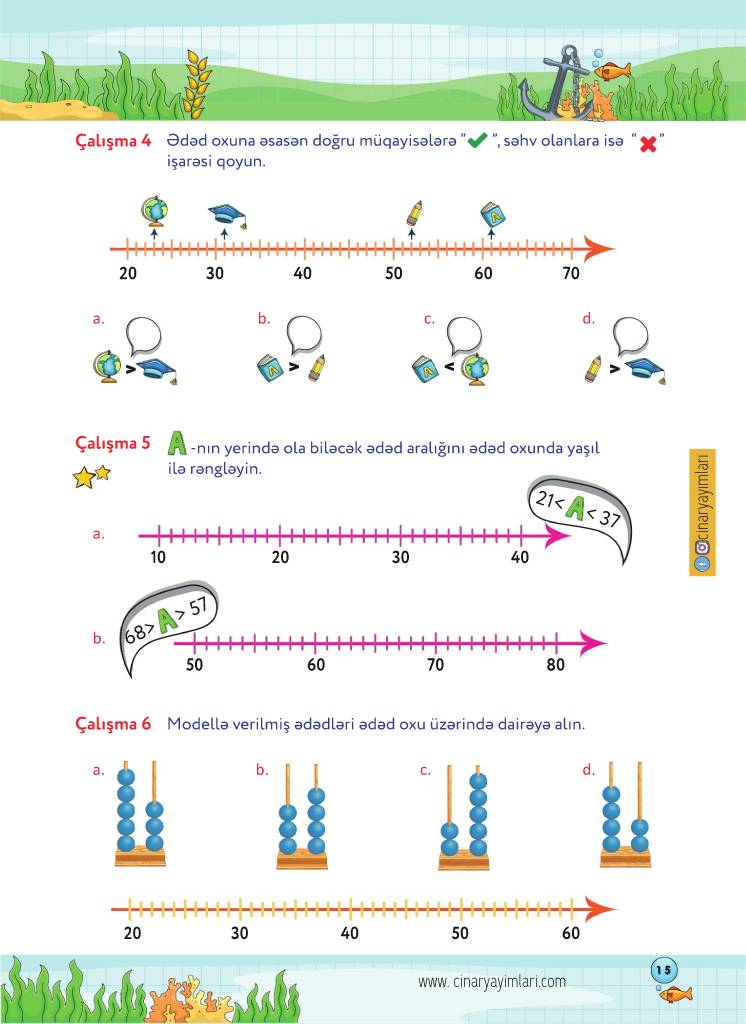 Çalışma 4 Ədəd oxuna əsasən doğru müqayisələrə “✔”, səhv olanlara isə “✖”
işarəsi qoyun.
20 30 40 50 60 70
a. b. c. d.
> > < >
Çalışma 5 A -nın yerində ola biləcək ədəd aralığını ədəd oxunda yaşıl
ilə rəngləyin.
21< A < 37
a.
10 20 30 40
68> A > 57
b.
50 60 70 80
Çalışma 6 Modellə verilmiş ədədləri ədəd oxu üzərində dairəyə alın.
a. b. c. d.
20 30 40 50 60
cinaryayimlari
www. cinaryayimlari.com
15